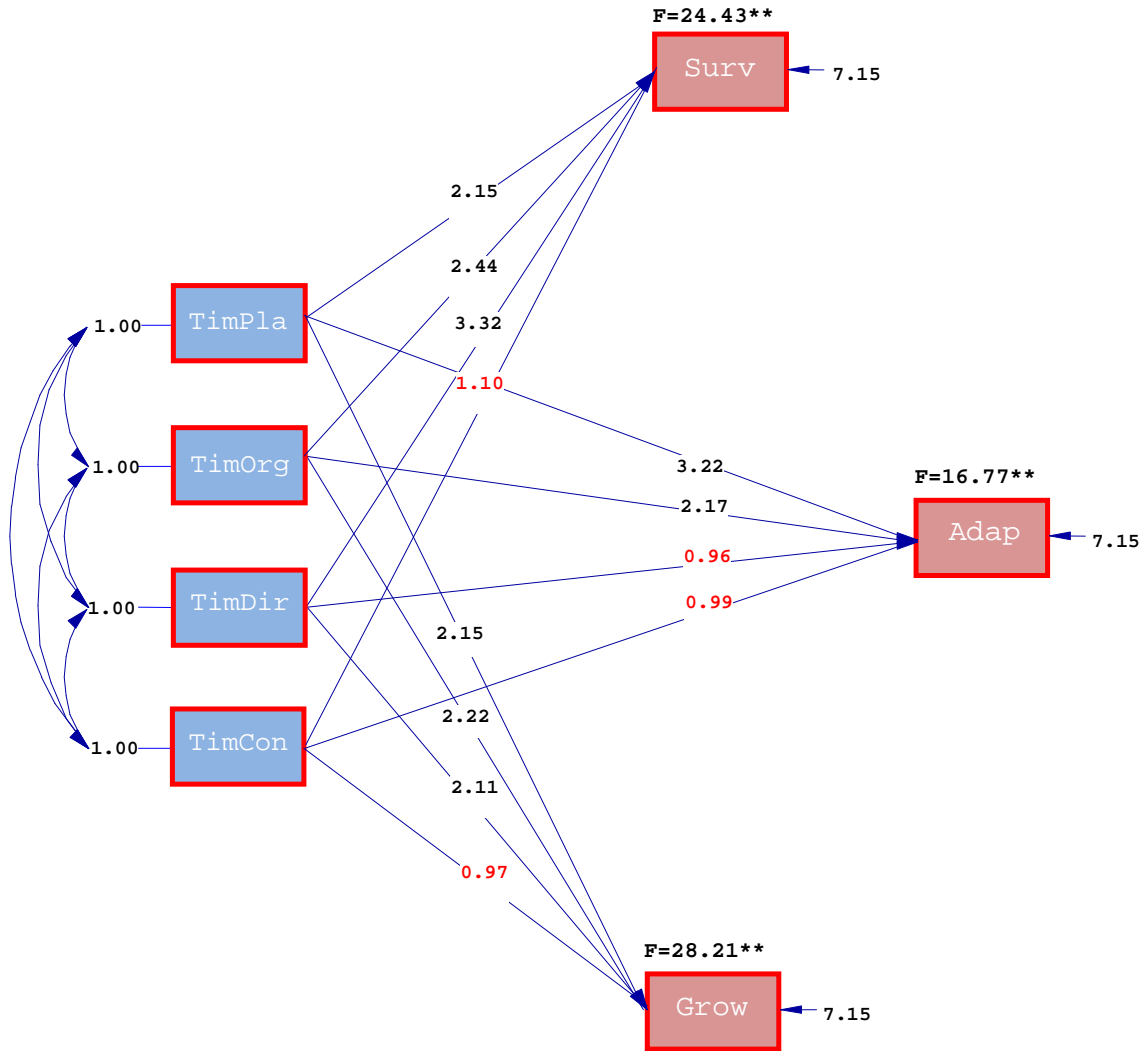 F=24.43**
Surv
7.15
2.15
2.44
TimPla
1.00
3.32
1.10
TimOrg
1.00
3.22
F=16.77**
2.17
Adap
7.15
0.96
TimDir
1.00
0.99
2.15
2.22
TimCon
1.00
2.11
0.97
F=28.21**
Grow
7.15